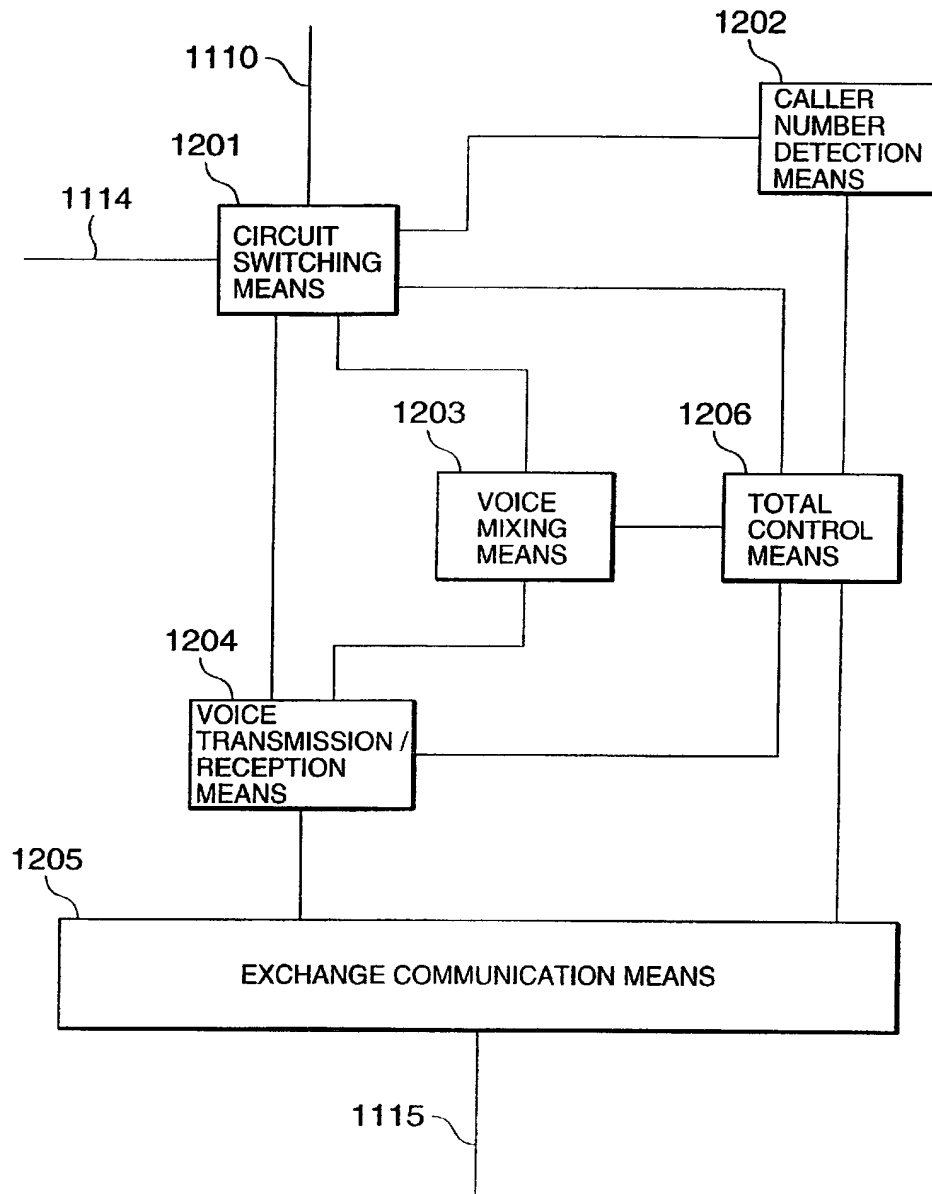 1110
1202
CALLER
NUMBER
DETECTION
MEANS
1201
1114
CIRCUIT
SWITCHING
MEANS
1203
1206
VOICE
MIXING
MEANS
TOTAL
CONTROL
MEANS
1204
VOICE
TRANSMISSION /
RECEPTION
MEANS
1205
EXCHANGE COMMUNICATION MEANS
1115